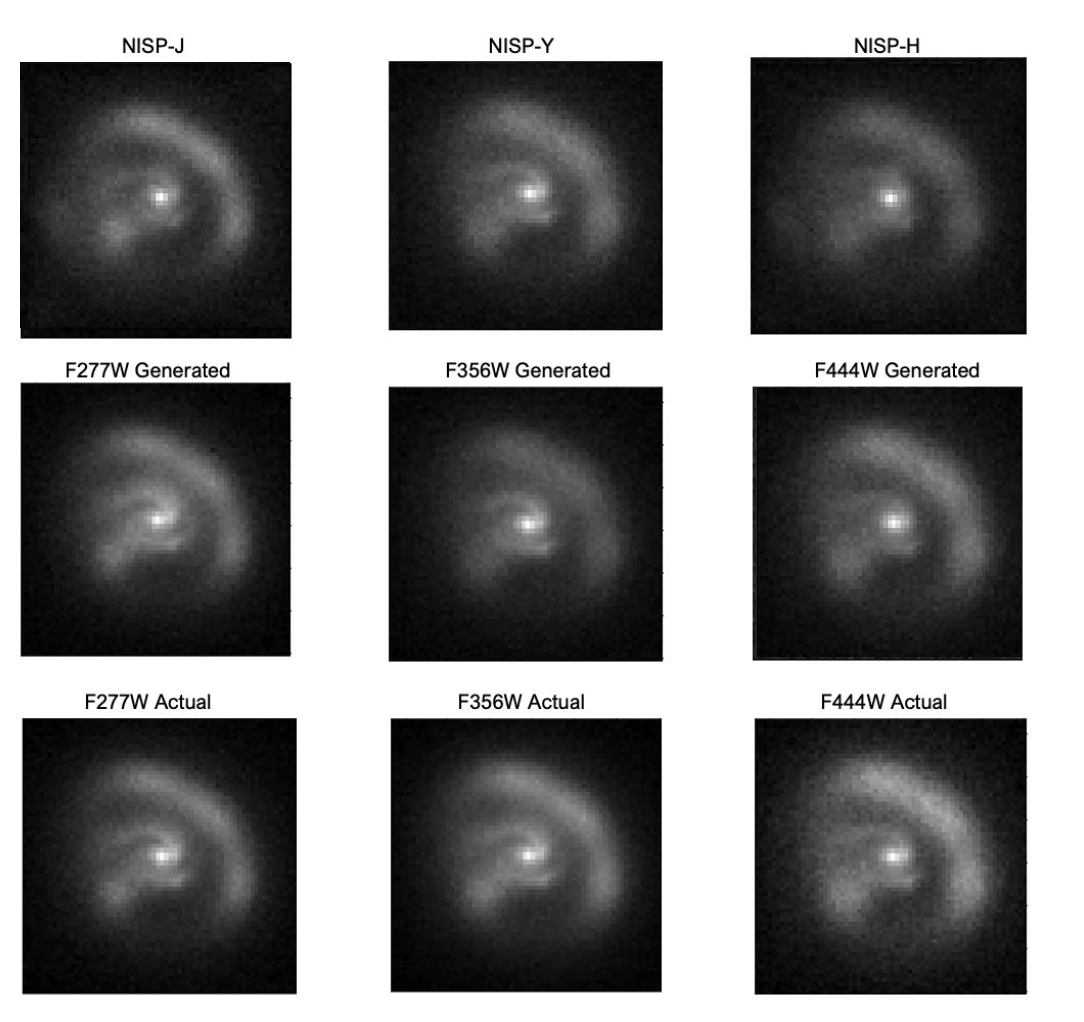 NISP-J
NISP-Y
NISP-H
F277W Generated
F356W Generated
F444W Generated
F277W Actual
F356W Actual
F444W Actual